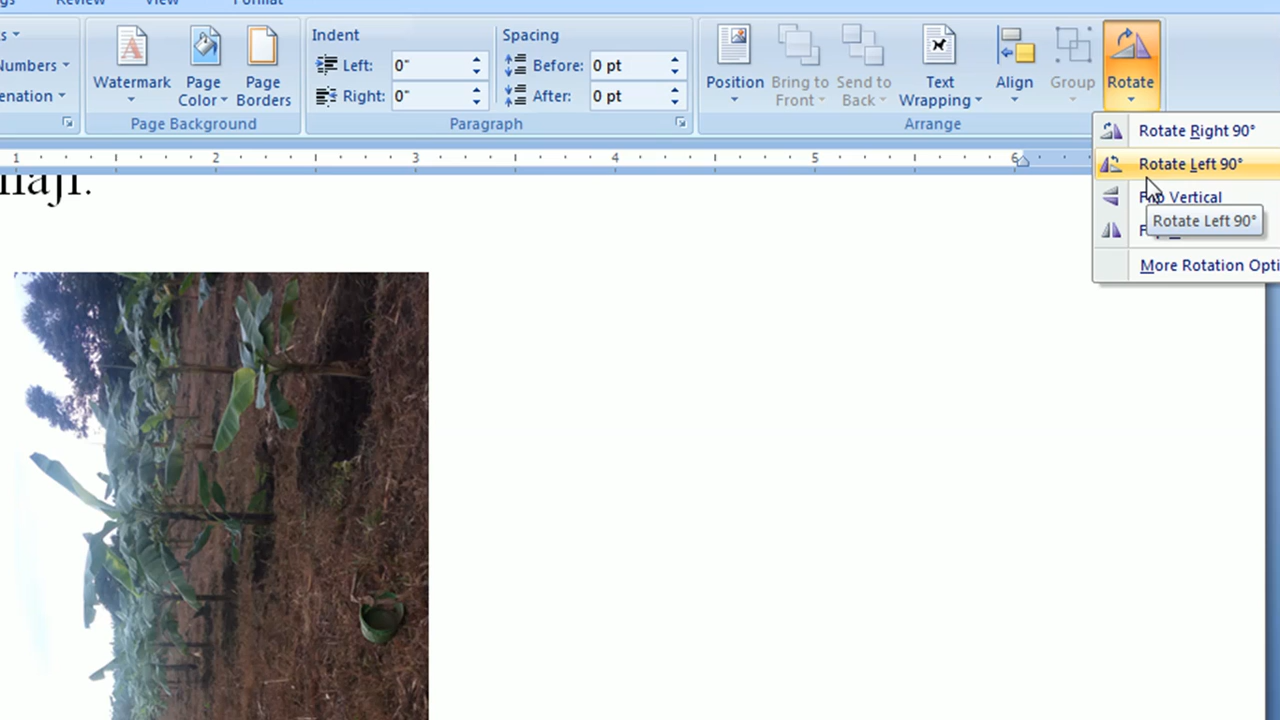 Review View Format
Indent Spacing
Numbers Left: 0" Before: 0 pt
Watermark Page Color Page Borders Position Bring to Front Send to Back Text Wrapping Align Group Rotate
Right: 0" After: 0 pt
Page Background Paragraph Arrange
1 2 3 4 5 6
Rotate Right 90°
Rotate Left 90°
Flip Vertical
Rotate Left 90°
More Rotation Opti